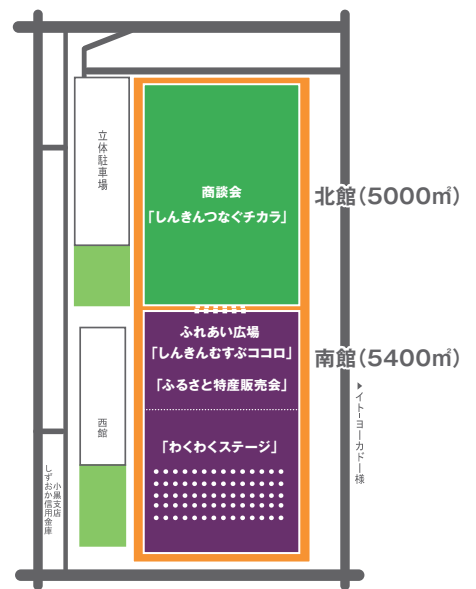 立体駐車場
商談会
「しんきんつなぐチカラ」
北館(5000㎡)
ふれあい広場
「しんきんむすぶココロ」
「ふるさと特産販売会」
南館(5400㎡)
▶イトーヨーカドー様
西館
「わくわくステージ」
しずおか信用金庫
小黒支店